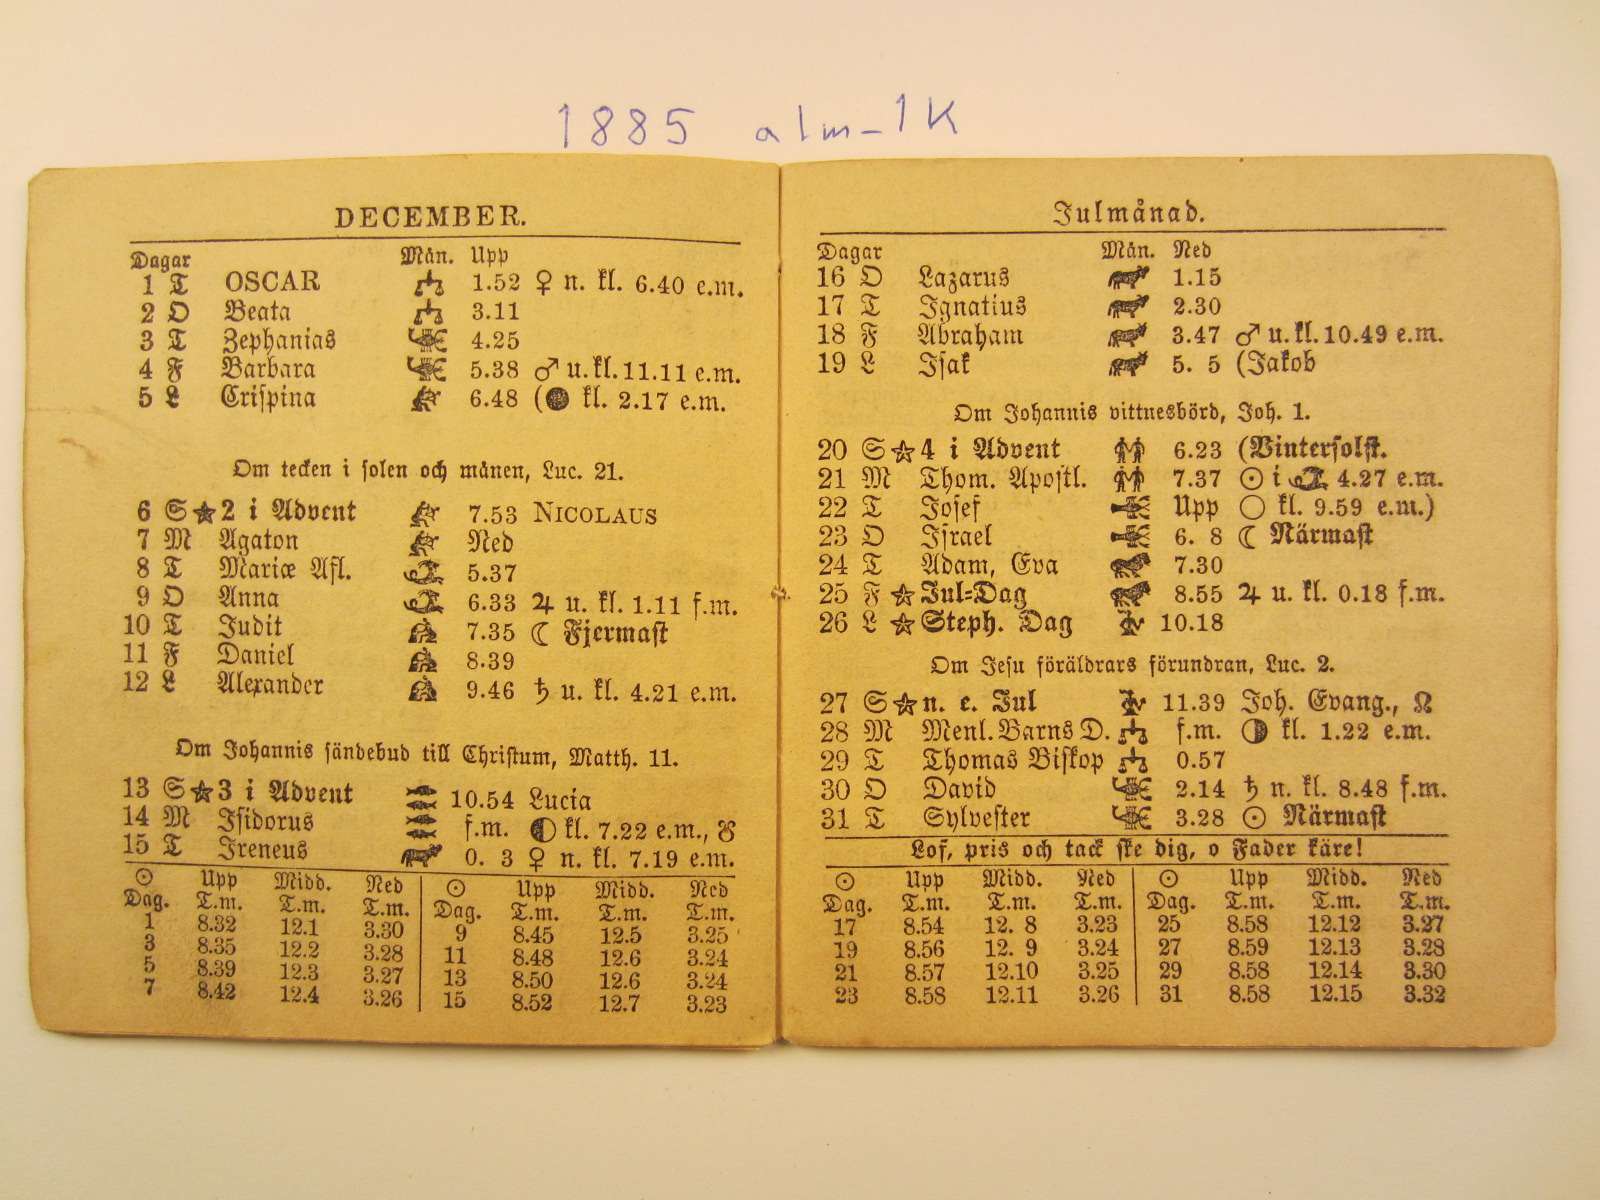 1885 alm-1K
DECEMBER.
Dagar Mån. Upp
1 T OSCAR 1.52 ♀ n. kl. 6.40 e.m.
2 O Beata 3.11
3 T Zephanias 4.25
4 F Barbara 5.38 ♂ u. kl. 11.11 e.m.
5 L Crispina 6.48 (● kl. 2.17 e.m.
Om tecken i solen och månen, Luc. 21.
6 S ☆ 2 i Advent 7.53 NICOLAUS
7 M Agaton Ned
8 T Mariæ Afl. 5.37
9 O Anna 6.33 ♃ u. kl. 1.11 f.m.
10 T Judit 7.35 ☾ Fjermast
11 F Daniel 8.39
12 L Alexander 9.46 ♄ u. kl. 4.21 e.m.
Om Johannis sändebud till Christum, Matth. 11.
13 S ☆ 3 i Advent 10.54 Lucia
14 M Isidorus f.m. ◐ kl. 7.22 e.m., ☋
15 T Ireneus 0. 3 ♀ n. kl. 7.19 e.m.
☉ Upp Midd. Ned ☉ Upp Midd. Ned
Dag. T.m. T.m. T.m. Dag. T.m. T.m. T.m.
1 8.32 12.1 3.30 9 8.45 12.5 3.25
3 8.35 12.2 3.28 11 8.48 12.6 3.24
5 8.39 12.3 3.27 13 8.50 12.6 3.24
7 8.42 12.4 3.26 15 8.52 12.7 3.23
Julmånad.
Dagar Mån. Ned
16 O Lazarus 1.15
17 T Ignatius 2.30
18 F Abraham 3.47 ♂ u. kl. 10.49 e.m.
19 L Isak 5. 5 (Jakob
Om Johannis vittnesbörd, Joh. 1.
20 S ☆ 4 i Advent 6.23 (Vintersolst.
21 M Thom. Apostl. 7.37 ☉ i ♑ 4.27 e.m.
22 T Josef Upp ○ kl. 9.59 e.m.)
23 O Israel 6. 8 ☾ Närmast
24 T Adam, Eva 7.30
25 F ☆ Jul-Dag 8.55 ♃ u. kl. 0.18 f.m.
26 L ☆ Steph. Dag 10.18
Om Jesu föräldrars förundran, Luc. 2.
27 S ☆ n. e. Jul 11.39 Joh. Evang., ☊
28 M Menl. Barns D. f.m. ◑ kl. 1.22 e.m.
29 T Thomas Biskop 0.57
30 O David 2.14 ♄ n. kl. 8.48 f.m.
31 T Sylvester 3.28 ☉ Närmast
Lof, pris och tack ske dig, o Fader käre!
☉ Upp Midd. Ned ☉ Upp Midd. Ned
Dag. T.m. T.m. T.m. Dag. T.m. T.m. T.m.
17 8.54 12. 8 3.23 25 8.58 12.12 3.27
19 8.56 12. 9 3.24 27 8.59 12.13 3.28
21 8.57 12.10 3.25 29 8.58 12.14 3.30
23 8.58 12.11 3.26 31 8.58 12.15 3.32